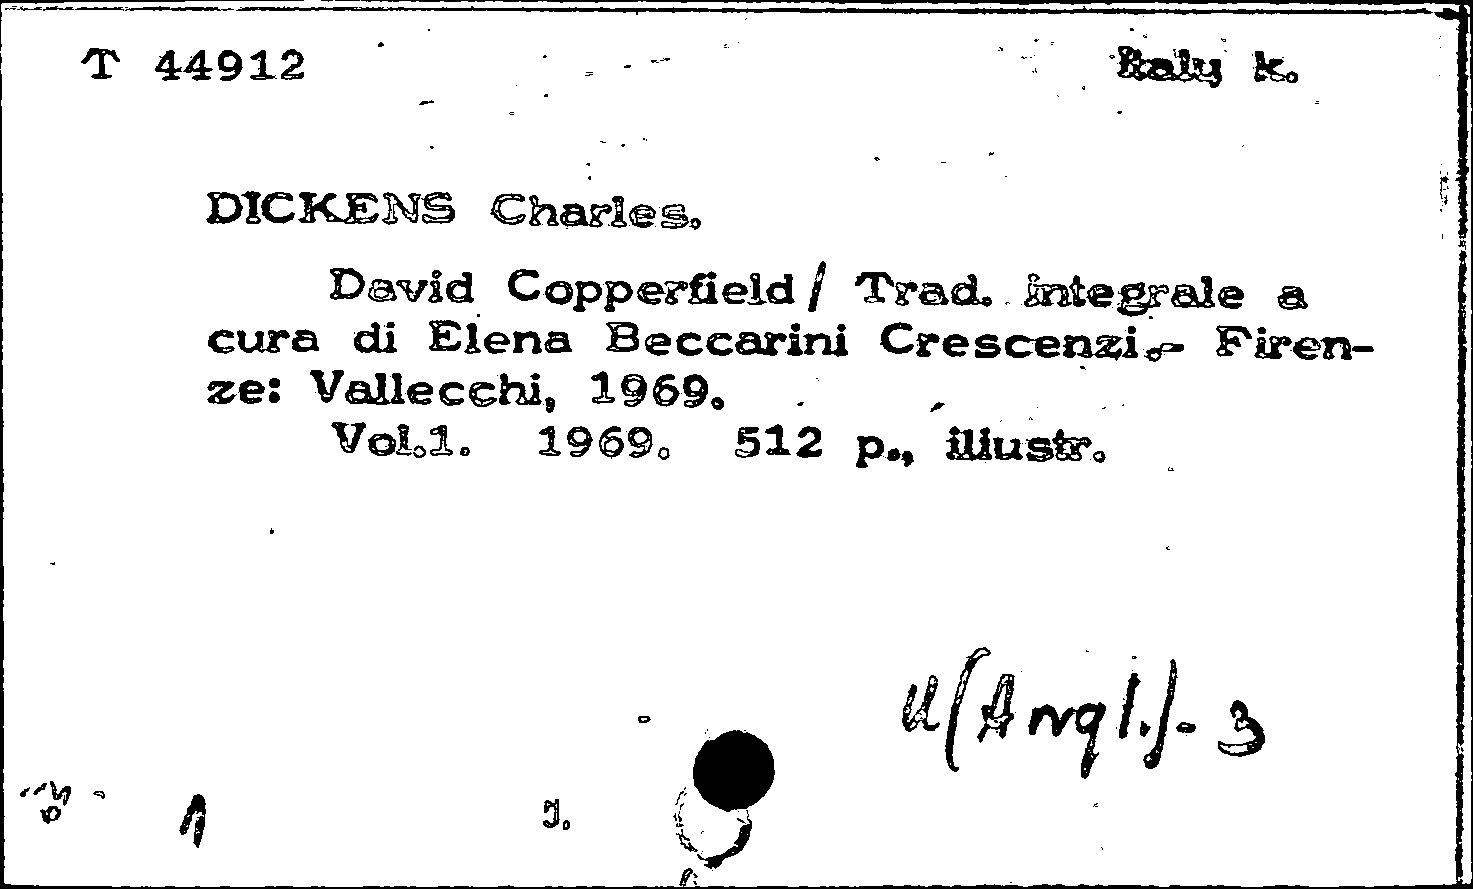 T 44912 Italų k.
DICKENS Charles.
David Copperfield/ Trad. integrale a
cura di Elena Beccarini Crescenzi.- Firen-
ze: Vallecchi, 1969.
Vol.1. 1969. 512 p., illustr.
U(Angl.)-3
1 J.